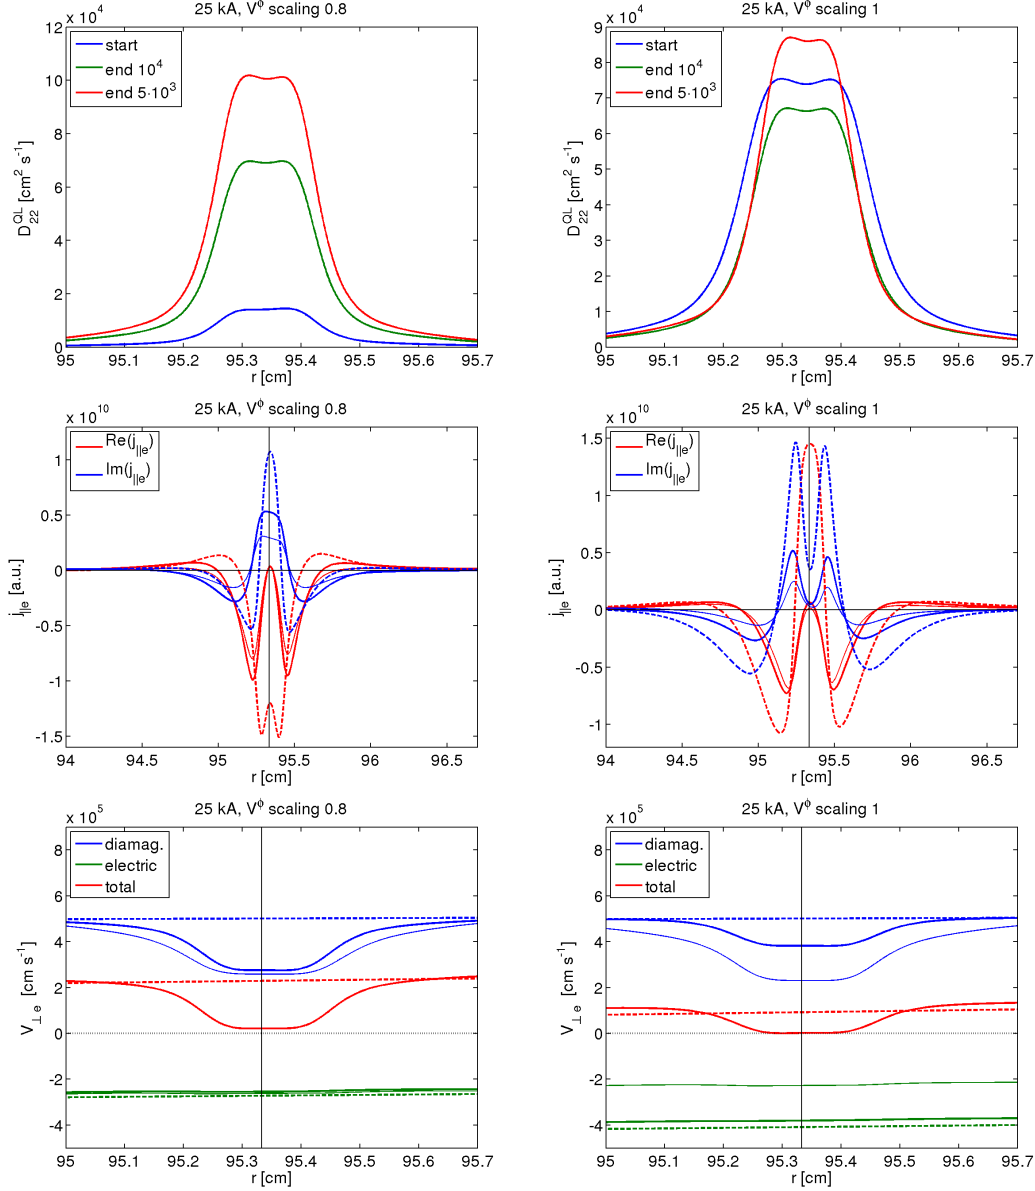 25 kA, V^ϕ scaling 0.8
x 10^4
12
10
8
6
4
2
0
95 95.1 95.2 95.3 95.4 95.5 95.6 95.7
r [cm]
D_22^QL [cm^2 s^-1]
start
end 10^4
end 5·10^3
25 kA, V^ϕ scaling 1
x 10^4
9
8
7
6
5
4
3
2
1
0
95 95.1 95.2 95.3 95.4 95.5 95.6 95.7
r [cm]
D_22^QL [cm^2 s^-1]
start
end 10^4
end 5·10^3
25 kA, V^ϕ scaling 0.8
x 10^10
1
0.5
0
-0.5
-1
-1.5
94 94.5 95 95.5 96 96.5
r [cm]
j_||e [a.u.]
Re(j_||e)
Im(j_||e)
25 kA, V^ϕ scaling 1
x 10^10
1.5
1
0.5
0
-0.5
-1
94 94.5 95 95.5 96 96.5
r [cm]
j_||e [a.u.]
Re(j_||e)
Im(j_||e)
25 kA, V^ϕ scaling 0.8
x 10^5
8
6
4
2
0
-2
-4
95 95.1 95.2 95.3 95.4 95.5 95.6 95.7
r [cm]
V_⊥ e [cm s^-1]
diamag.
electric
total
25 kA, V^ϕ scaling 1
x 10^5
8
6
4
2
0
-2
-4
95 95.1 95.2 95.3 95.4 95.5 95.6 95.7
r [cm]
V_⊥ e [cm s^-1]
diamag.
electric
total